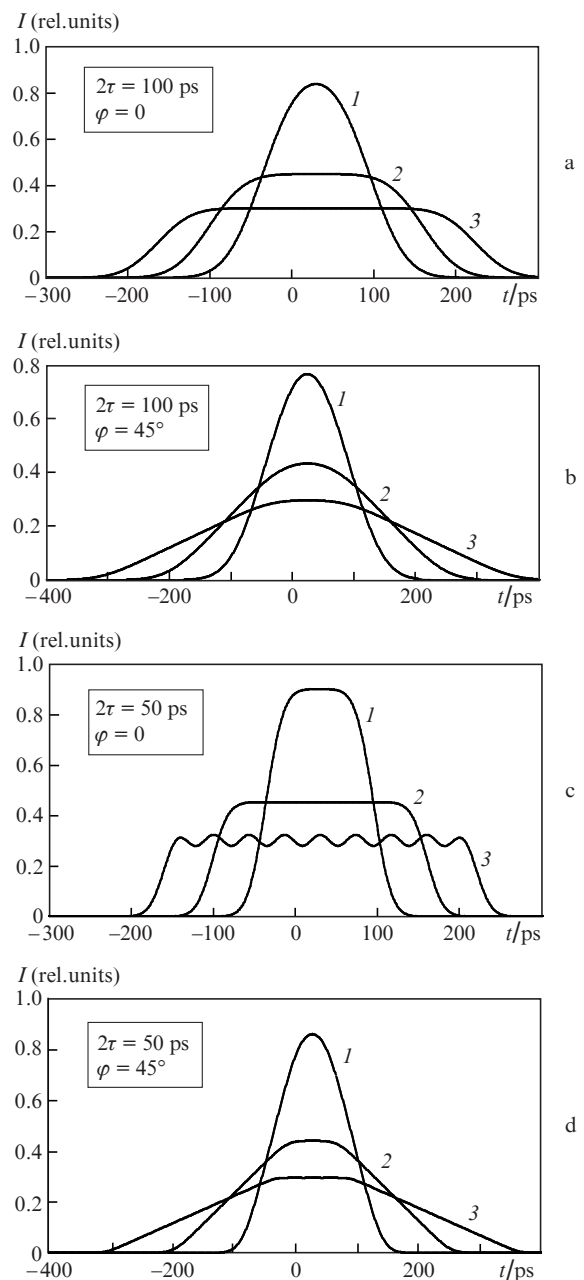 I (rel.units)
1.0
0.8
0.6
0.4
0.2
0
2τ = 100 ps
φ = 0
1
2
3
a
−300 −200 −100 0 100 200 t/ps
I (rel.units)
0.8
0.6
0.4
0.2
0
2τ = 100 ps
φ = 45°
1
2
3
b
−400 −200 0 200 t/ps
I (rel.units)
1.0
0.8
0.6
0.4
0.2
0
2τ = 50 ps
φ = 0
1
2
3
c
−300 −200 −100 0 100 200 t/ps
I (rel.units)
1.0
0.8
0.6
0.4
0.2
0
2τ = 50 ps
φ = 45°
1
2
3
d
−400 −200 0 200 t/ps